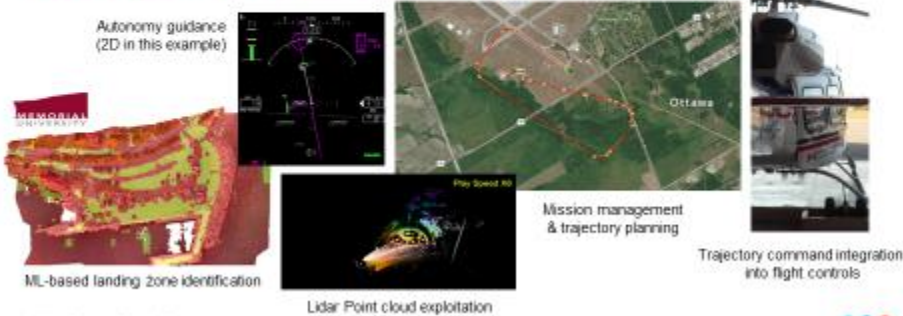 Autonomy guidance
(2D in this example)
MEMORIAL
UNIVERSITY
Ottawa
Play Speed X8
ML-based landing zone identification
Lidar Point cloud exploitation
Mission management
& trajectory planning
Trajectory command integration
into flight controls